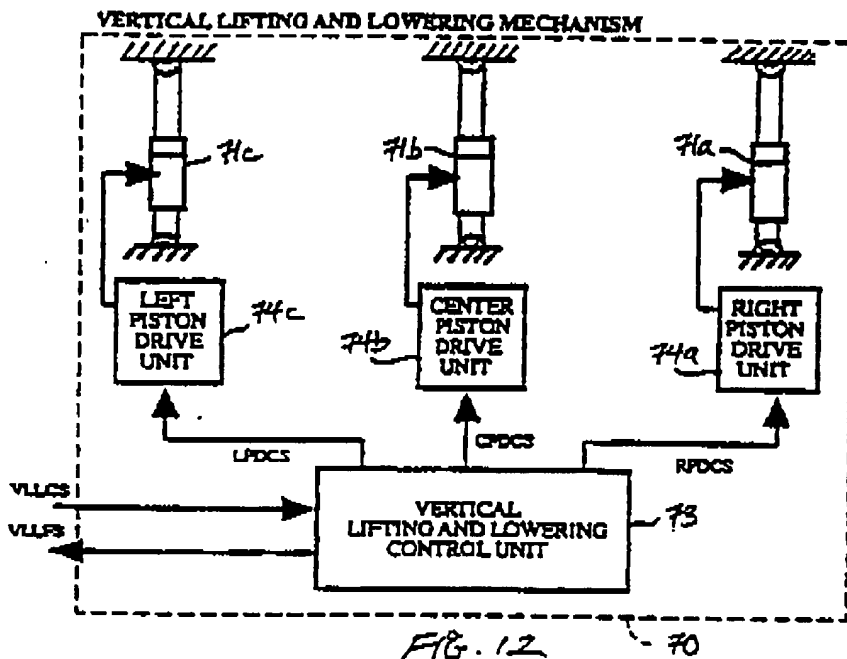 VERTICAL LIFTING AND LOWERING MECHANISM
71c
71b
71a
LEFT
PISTON
DRIVE
UNIT
74c
CENTER
PISTON
DRIVE
UNIT
74b
RIGHT
PISTON
DRIVE
UNIT
74a
LPDCS
CPDCS
RPDCS
VLLCS
VLLFS
VERTICAL
LIFTING AND LOWERING
CONTROL UNIT
73
FIG. 12
70